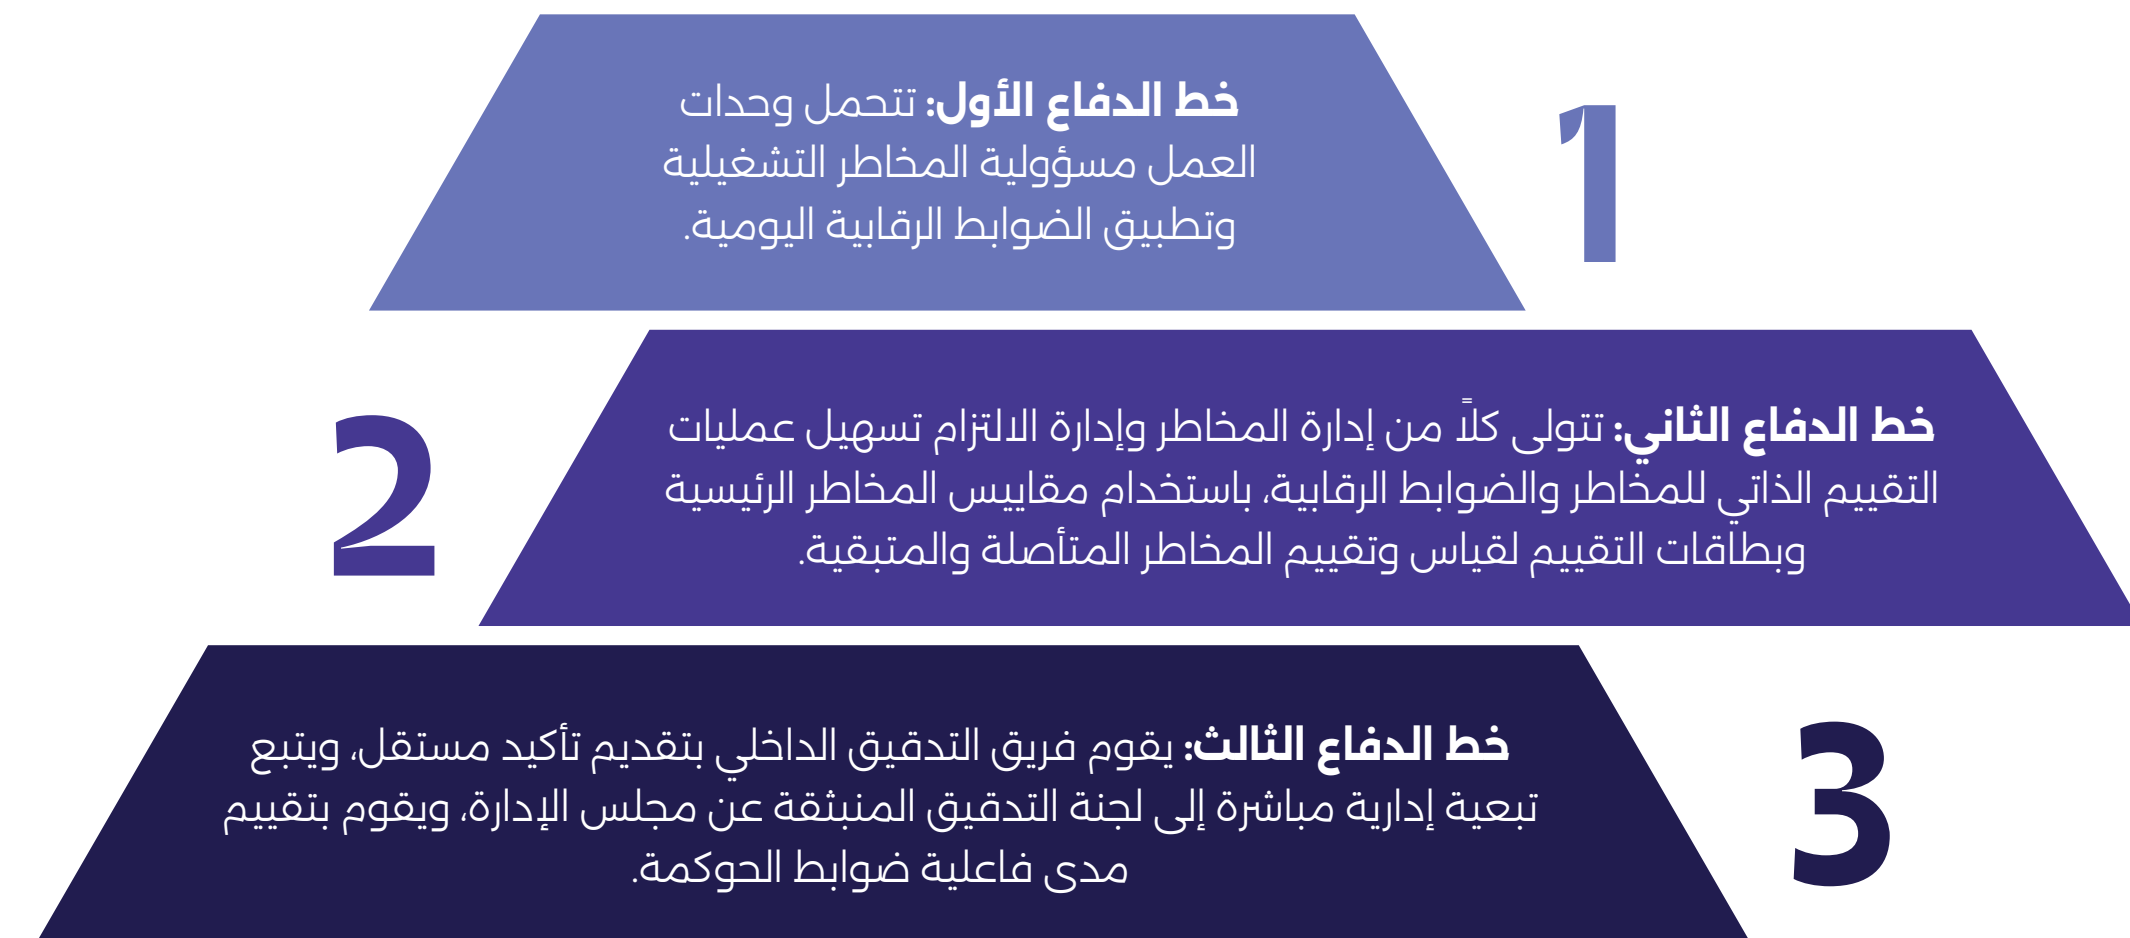 خط الدفاع الأول: تتحمل وحدات
العمل مسؤولية المخاطر التشغيلية
وتطبيق الضوابط الرقابية اليومية.
1
خط الدفاع الثاني: تتولى كلاً من إدارة المخاطر وإدارة الالتزام تسهيل عمليات
التقييم الذاتي للمخاطر والضوابط الرقابية، باستخدام مقاييس المخاطر الرئيسية
وبطاقات التقييم لقياس وتقييم المخاطر المتأصلة والمتبقية.
2
خط الدفاع الثالث: يقوم فريق التدقيق الداخلي بتقديم تأكيد مستقل، ويتبع
تبعية إدارية مباشرة إلى لجنة التدقيق المنبثقة عن مجلس الإدارة، ويقوم بتقييم
مدى فاعلية ضوابط الحوكمة.
3